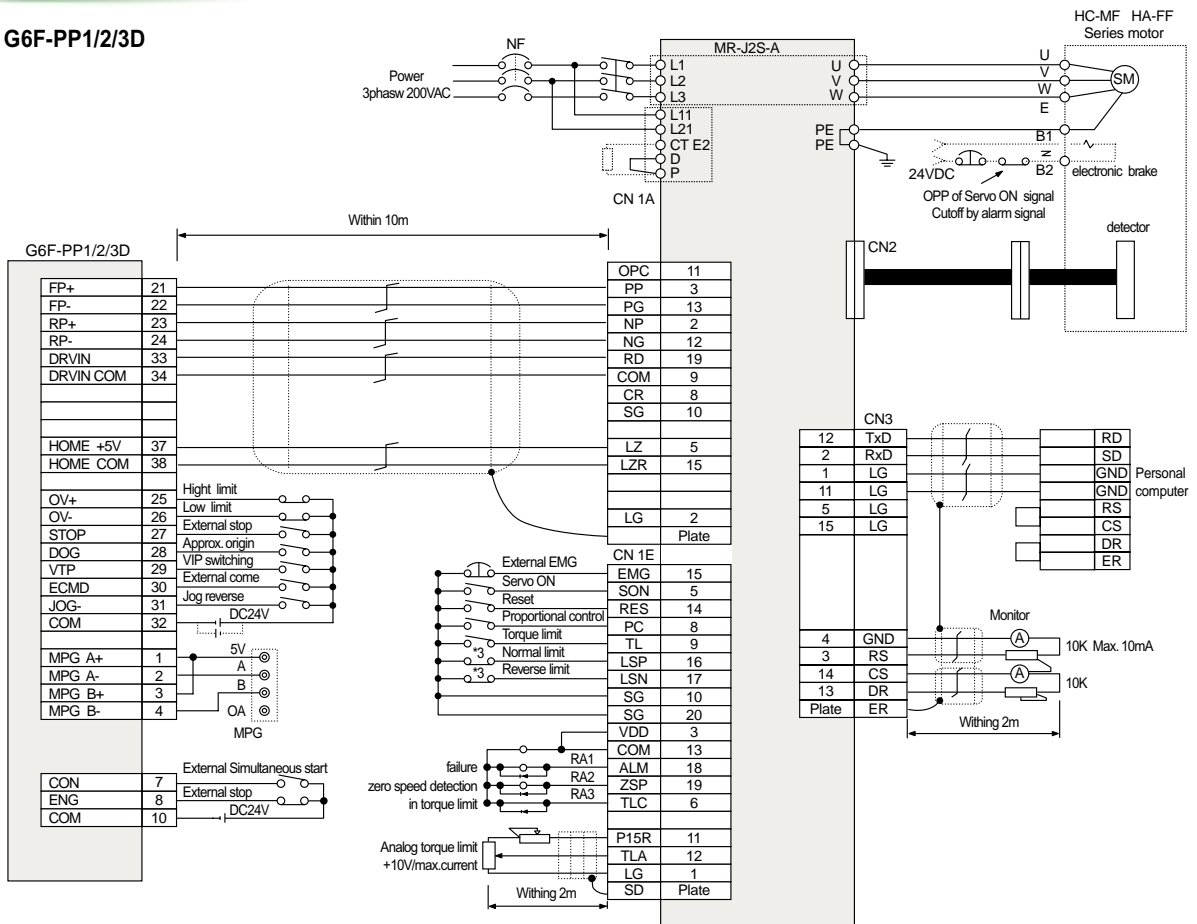 G6F-PP1/2/3D
HC-MF HA-FF
Series motor
NF
MR-J2S-A
Power
3phasw 200VAC
L1
L2
L3
L11
L21
CT E2
D
P
U
V
W
PE
PE
U
V
W
E
SM
B1
B2
Z
24VDC
electronic brake
OPP of Servo ON signal
Cutoff by alarm signal
CN 1A
Within 10m
CN2
detector
G6F-PP1/2/3D
FP+ 21
FP- 22
RP+ 23
RP- 24
DRVIN 33
DRVIN COM 34
HOME +5V 37
HOME COM 38
OV+ 25 Hight limit
OV- 26 Low limit
STOP 27 External stop
DOG 28 Approx. origin
VTP 29 VIP switching
ECMD 30 External come
JOG- 31 Jog reverse
COM 32 DC24V
MPG A+ 1 5V
MPG A- 2 A
MPG B+ 3 B
MPG B- 4 OA
MPG
CON 7 External Simultaneous start
ENG 8 External stop
COM 10 DC24V
OPC 11
PP 3
PG 13
NP 2
NG 12
RD 19
COM 9
CR 8
SG 10
LZ 5
LZR 15
LG 2
Plate
CN 1E
External EMG EMG 15
Servo ON SON 5
Reset RES 14
Proportional control PC 8
Torque limit TL 9
*3 Normal limit LSP 16
*3 Reverse limit LSN 17
SG 10
SG 20
VDD 3
COM 13
failure RA1 ALM 18
zero speed detection RA2 ZSP 19
in torque limit RA3 TLC 6
Analog torque limit
+10V/max.current
P15R 11
TLA 12
LG 1
SD Plate
Withing 2m
CN3
12 TxD RD
2 RxD SD
1 LG GND
11 LG GND
5 LG RS
15 LG CS
DR
ER
Personal
computer
Monitor
4 GND A
3 RS 10K Max. 10mA
14 CS A
13 DR 10K
Plate ER
Withing 2m